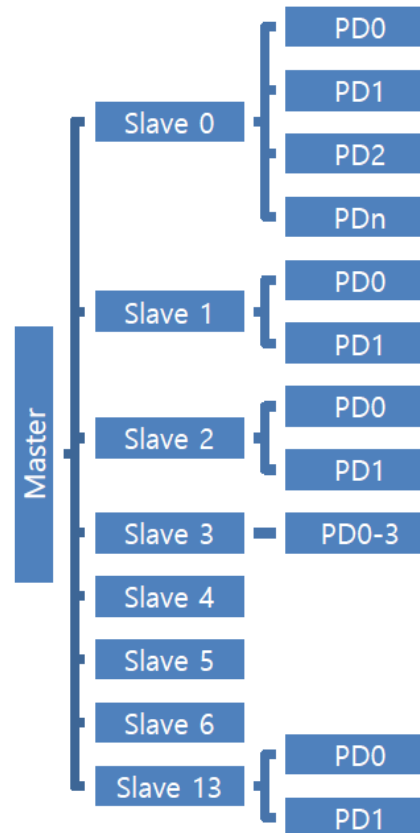 Master
Slave 0
PD0
PD1
PD2
PDn
Slave 1
PD0
PD1
Slave 2
PD0
PD1
Slave 3
PD0-3
Slave 4
Slave 5
Slave 6
Slave 13
PD0
PD1